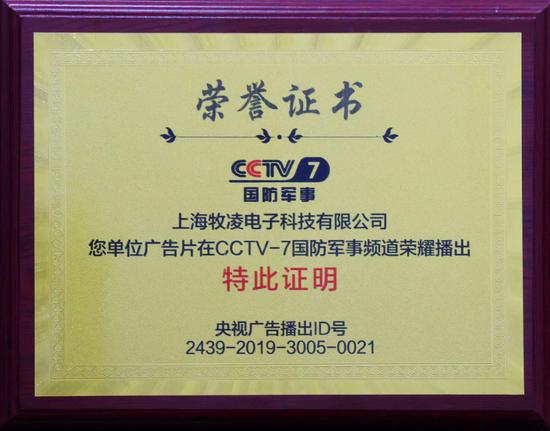 荣誉证书
CCTV 7
国防军事
上海牧凌电子科技有限公司
您单位广告片在CCTV-7国防军事频道荣耀播出
特此证明
央视广告播出ID号
2439-2019-3005-0021